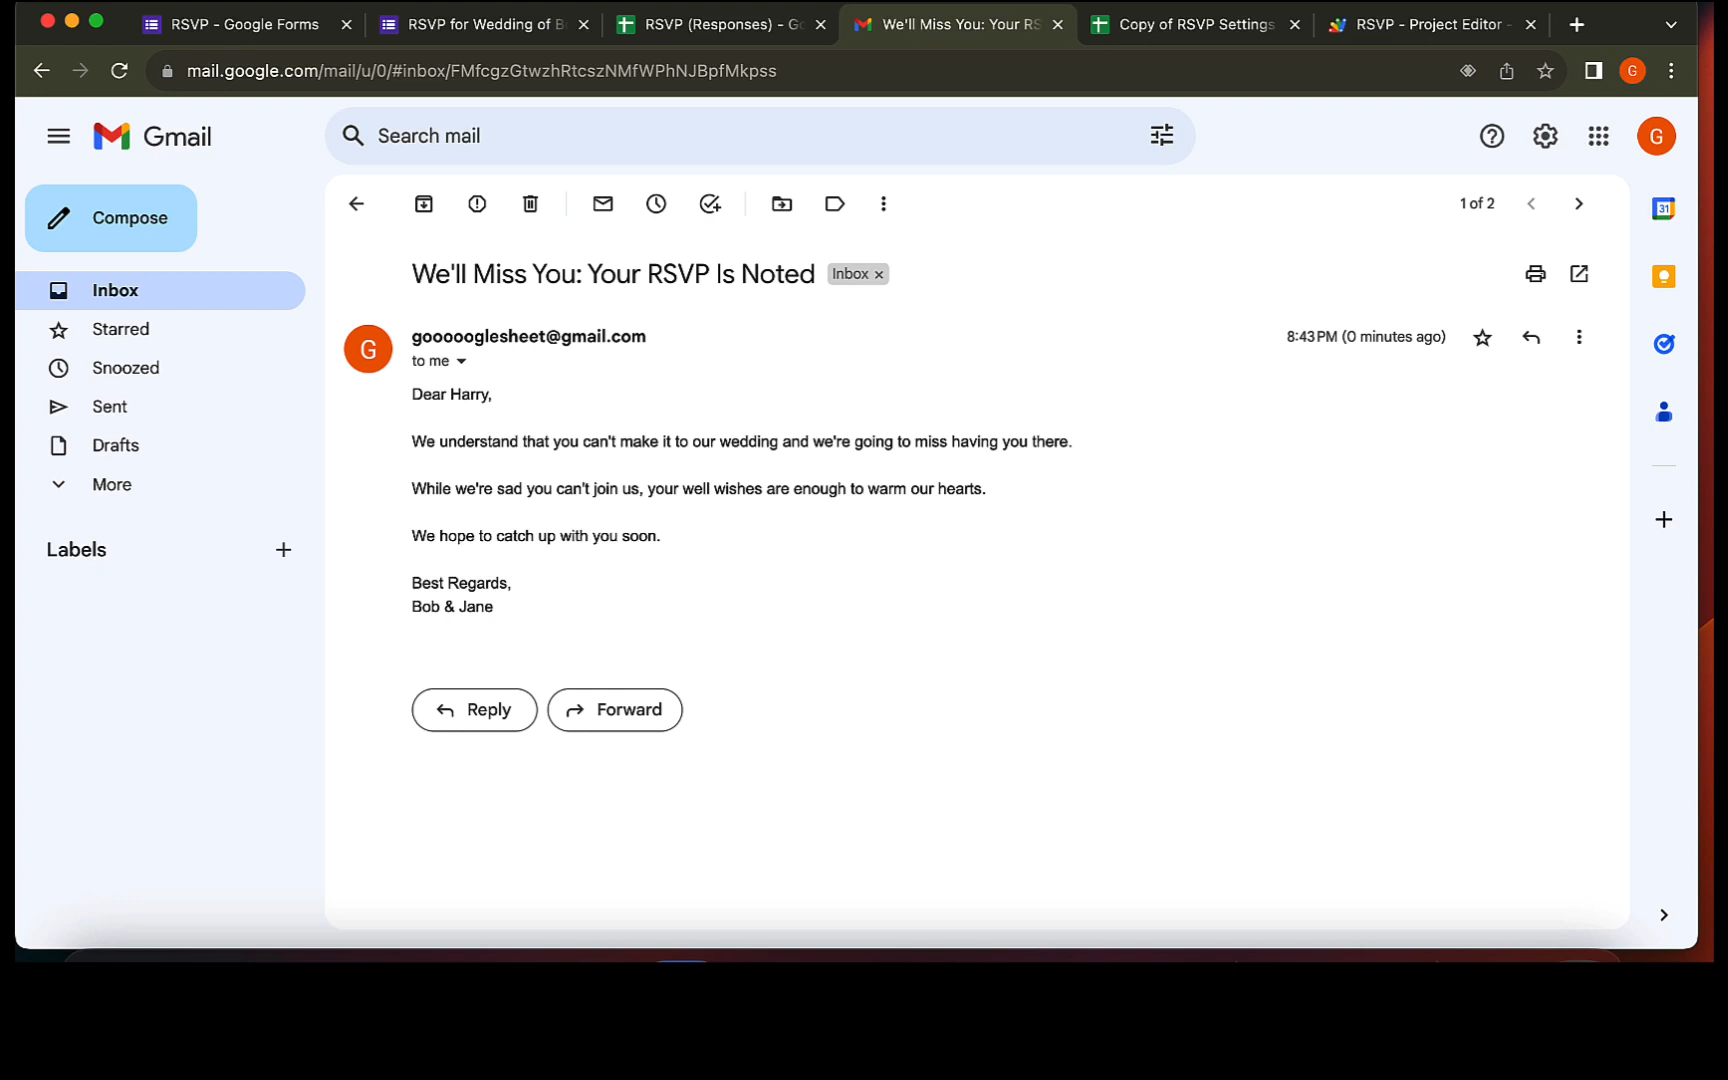 RSVP - Google Forms
RSVP for Wedding of B
RSVP (Responses) - Go
We'll Miss You: Your RS
Copy of RSVP Settings
RSVP - Project Editor -
mail.google.com/mail/u/0/#inbox/FMfcgzGtwzhRtcszNMfWPhNJBpfMkpss
G
Gmail
Search mail
G
Compose
1 of 2
31
We'll Miss You: Your RSVP Is Noted
Inbox x
Inbox
Starred
Snoozed
Sent
Drafts
More
Labels
G
gooooooglesheet@gmail.com
8:43 PM (0 minutes ago)
to me
Dear Harry,
We understand that you can't make it to our wedding and we're going to miss having you there.
While we're sad you can't join us, your well wishes are enough to warm our hearts.
We hope to catch up with you soon.
Best Regards,
Bob & Jane
Reply
Forward